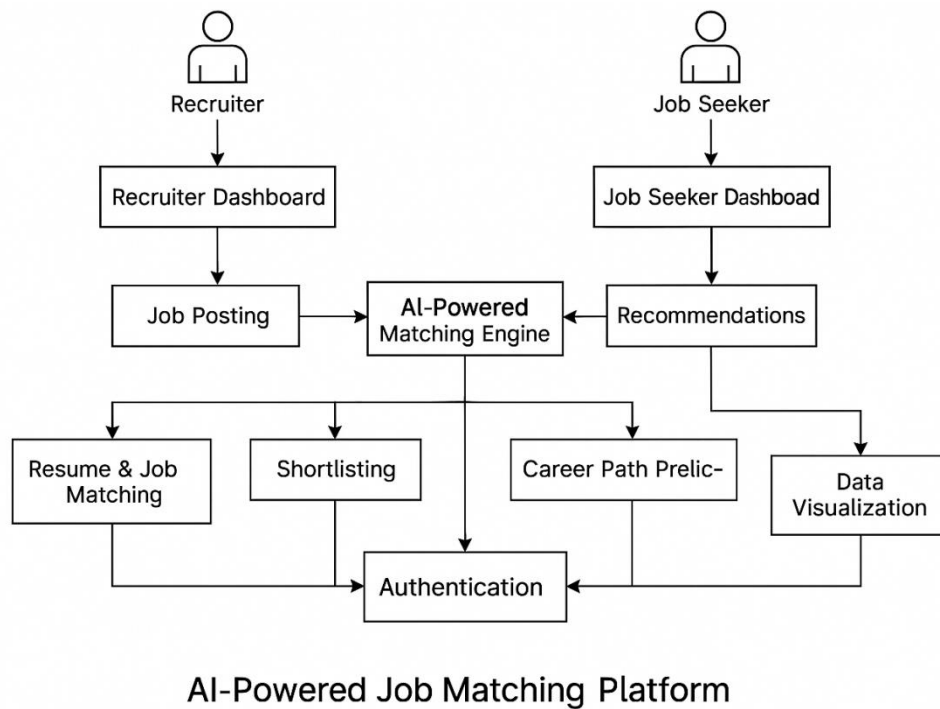 Recruiter
Job Seeker
Recruiter Dashboard
Job Seeker Dashboad
Job Posting
AI-Powered
Matching Engine
Recommendations
Resume & Job
Matching
Shortlisting
Career Path Prelic-
Data
Visualization
Authentication
AI-Powered Job Matching Platform